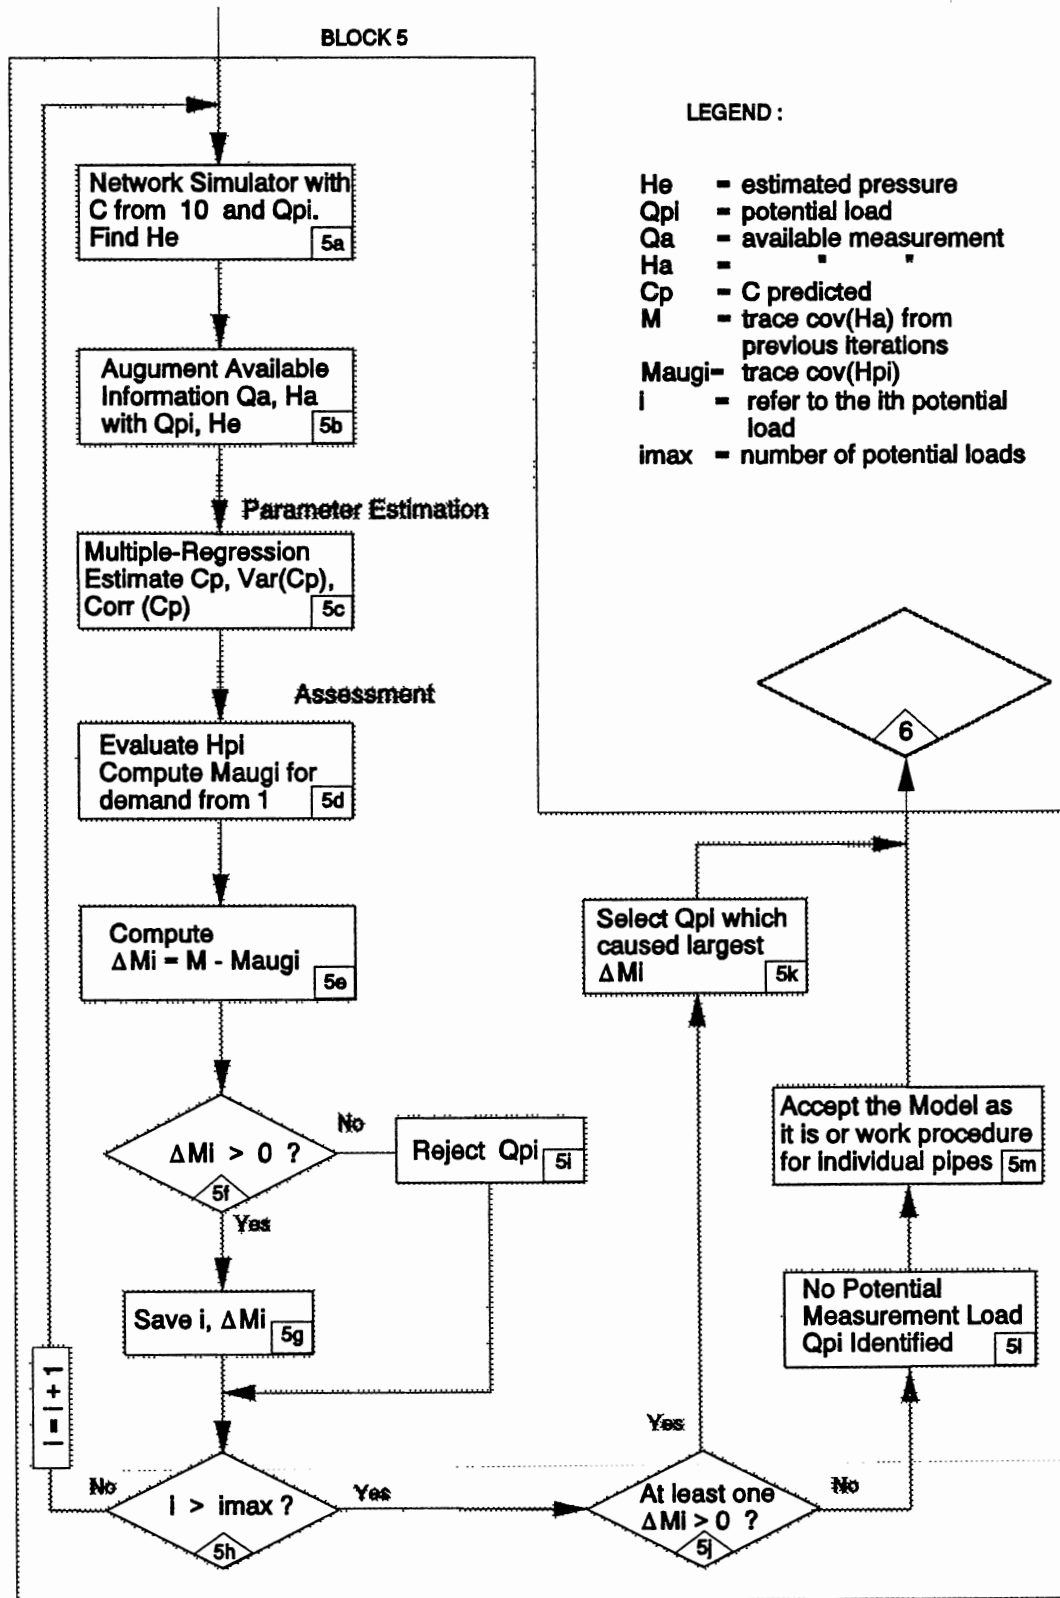 BLOCK 5
LEGEND :
He = estimated pressure
Qpi = potential load
Qa = available measurement
Ha = " "
Cp = C predicted
M = trace cov(Ha) from
previous iterations
Maugi= trace cov(Hpi)
i = refer to the ith potential
load
imax = number of potential loads
Network Simulator with
C from 10 and Qpi.
Find He
5a
Augument Available
Information Qa, Ha
with Qpi, He
5b
Parameter Estimation
Multiple-Regression
Estimate Cp, Var(Cp),
Corr (Cp)
5c
Assessment
Evaluate Hpi
Compute Maugi for
demand from 1
5d
Compute
ΔMi = M - Maugi
5e
ΔMi > 0 ?
5f
No
Reject Qpi
5i
Yes
Save i, ΔMi
5g
i = i + 1
No
i > imax ?
5h
Yes
At least one
ΔMi > 0 ?
5j
Yes
No
Select Qpi which
caused largest
ΔMi
5k
No Potential
Measurement Load
Qpi Identified
5l
Accept the Model as
it is or work procedure
for individual pipes
5m
6